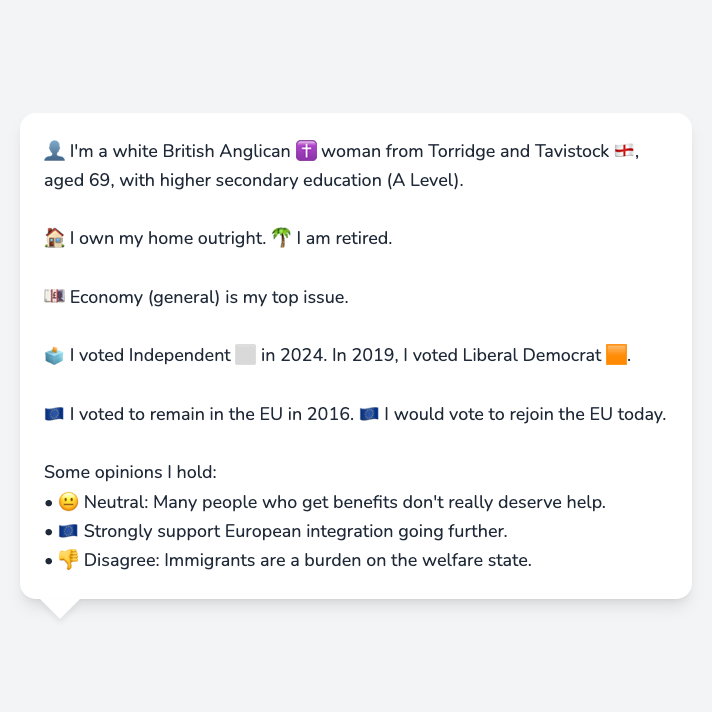 👤 I'm a white British Anglican ✝️ woman from Torridge and Tavistock 🏴󠁧󠁢󠁥󠁮󠁧󠁿,
aged 69, with higher secondary education (A Level).
🏠 I own my home outright. 🌴 I am retired.
💷 Economy (general) is my top issue.
🗳️ I voted Independent ⬜ in 2024. In 2019, I voted Liberal Democrat 🟧.
🇪🇺 I voted to remain in the EU in 2016. 🇪🇺 I would vote to rejoin the EU today.
Some opinions I hold:
• 😐 Neutral: Many people who get benefits don't really deserve help.
• 🇪🇺 Strongly support European integration going further.
• 👎 Disagree: Immigrants are a burden on the welfare state.